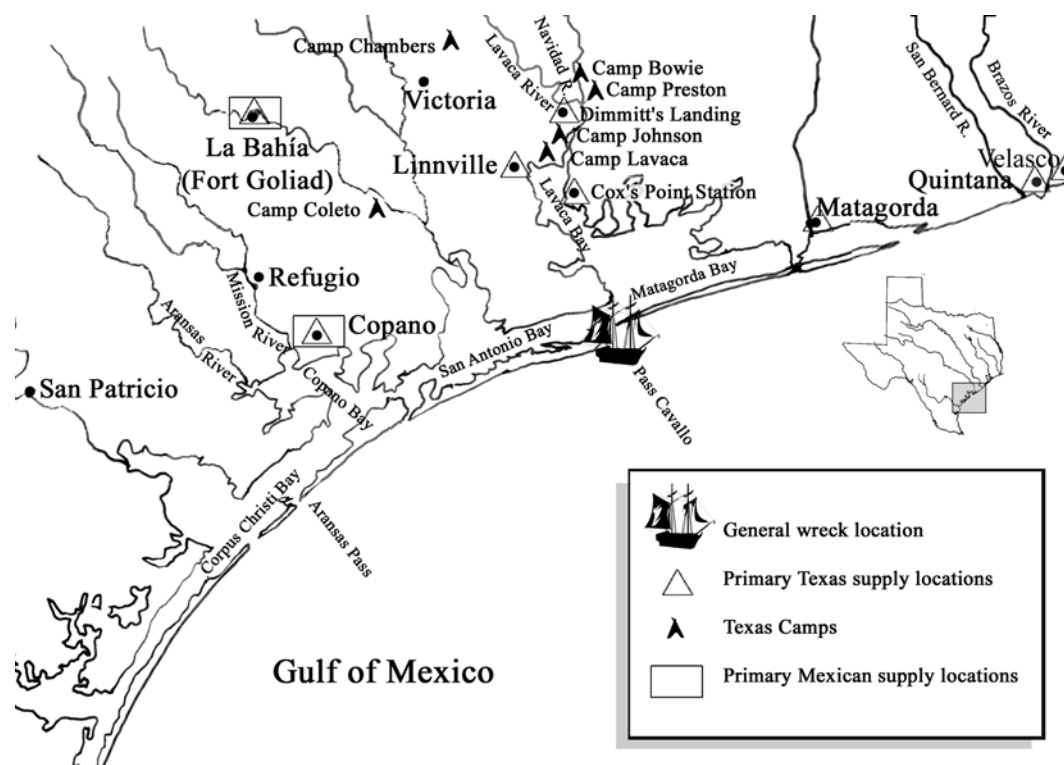 Camp Chambers
Victoria
Lavaca River
Navidad R.
Camp Bowie
Camp Preston
Dimmitt's Landing
Camp Johnson
Camp Lavaca
Linnville
Cox's Point Station
Lavaca Bay
La Bahía
(Fort Goliad)
Camp Coleto
San Bernard R.
Brazos River
Velasco
Quintana
Matagorda
Matagorda Bay
Refugio
Mission River
Aransas River
Copano
Copano Bay
San Antonio Bay
Pass Cavallo
San Patricio
Corpus Christi Bay
Aransas Pass
Gulf of Mexico
General wreck location
Primary Texas supply locations
Texas Camps
Primary Mexican supply locations